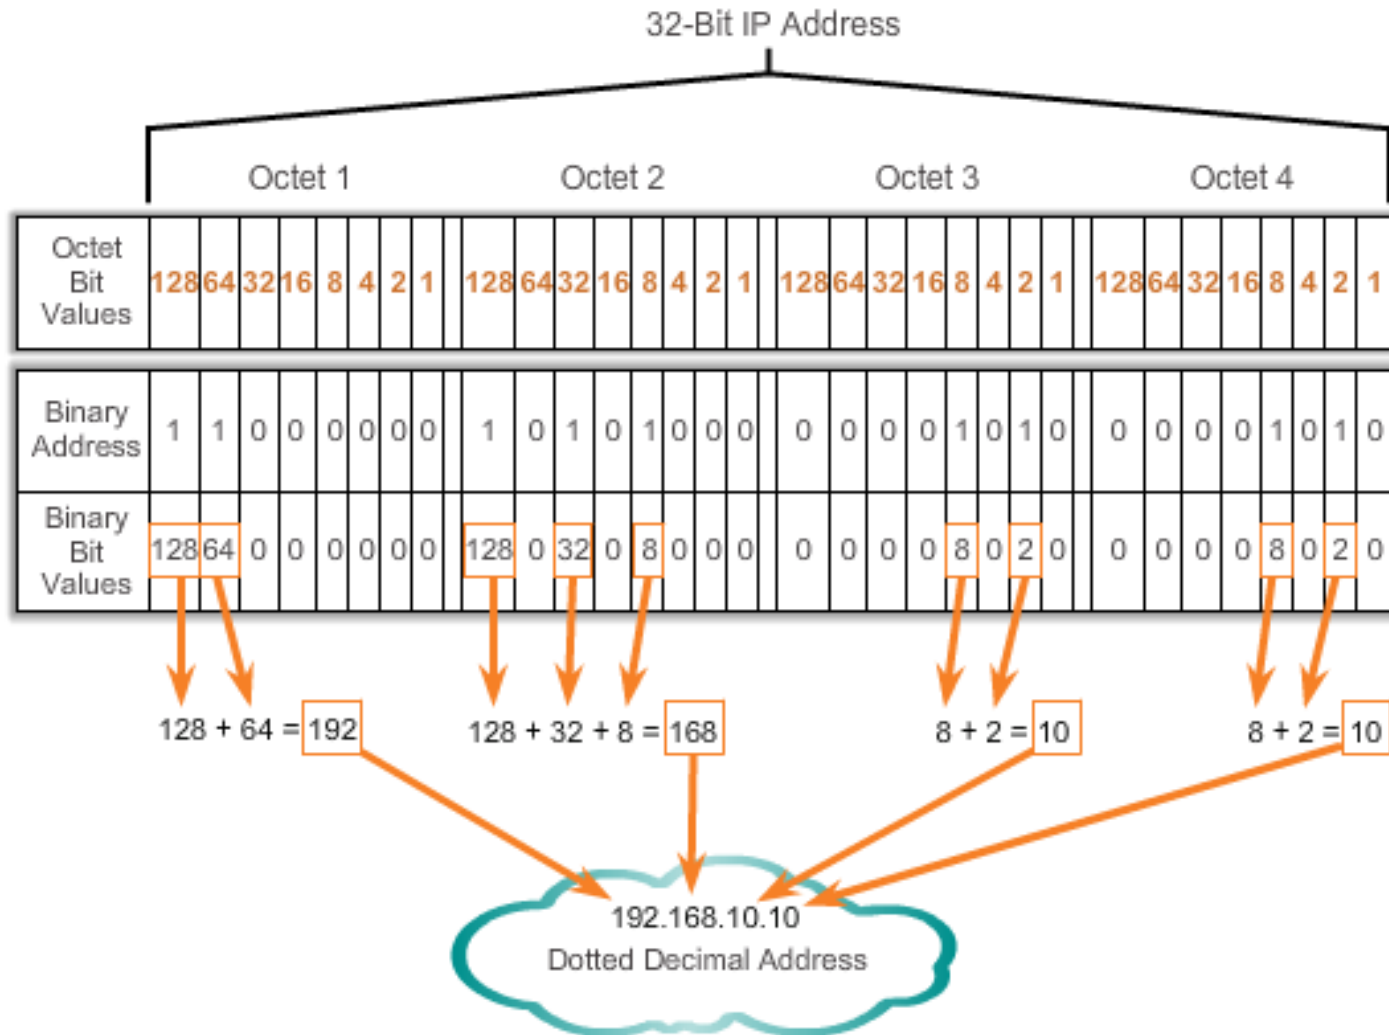 32-Bit IP Address
Octet 1 Octet 2 Octet 3 Octet 4
Octet
Bit
Values
128 64 32 16 8 4 2 1 128 64 32 16 8 4 2 1 128 64 32 16 8 4 2 1 128 64 32 16 8 4 2 1
Binary
Address
1 1 0 0 0 0 0 0 1 0 1 0 1 0 0 0 0 0 0 0 1 0 1 0 0 0 0 0 1 0 1 0
Binary
Bit
Values
128 64 0 0 0 0 0 0 128 0 32 0 8 0 0 0 0 0 0 0 8 0 2 0 0 0 0 0 8 0 2 0
128 + 64 = 192 128 + 32 + 8 = 168 8 + 2 = 10 8 + 2 = 10
192.168.10.10
Dotted Decimal Address